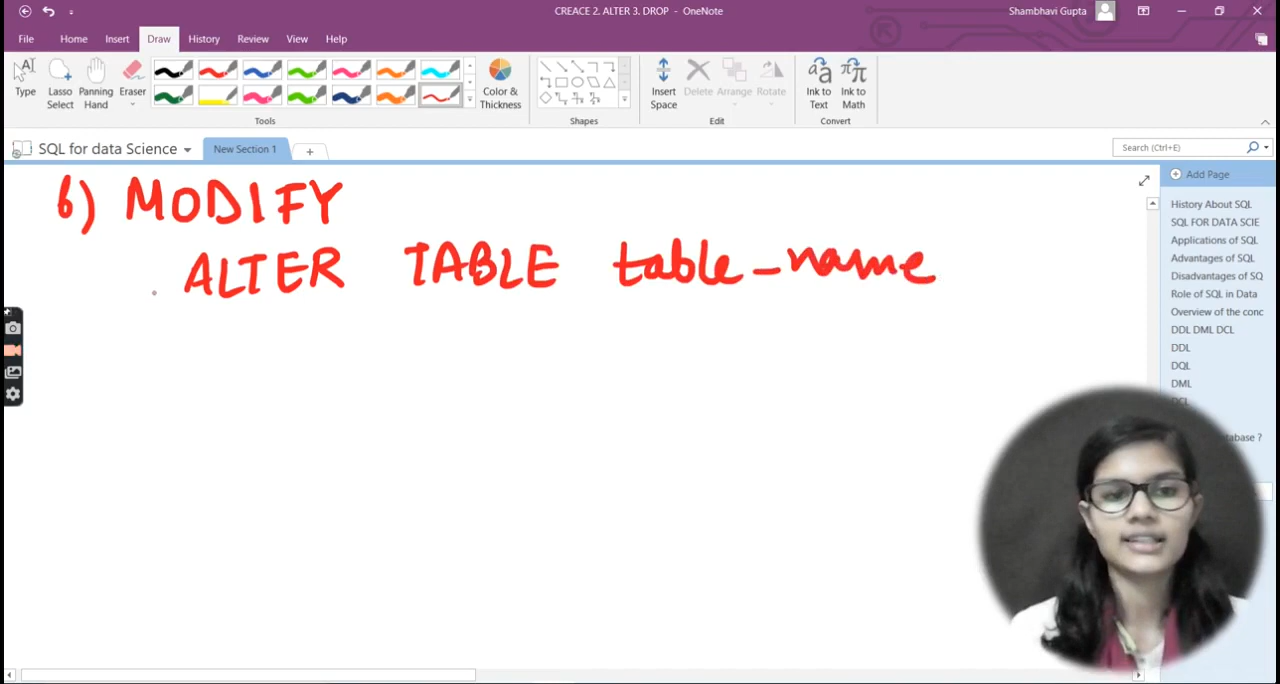 CREACE 2. ALTER 3. DROP - OneNote
Shambhavi Gupta
File Home Insert Draw History Review View Help
Type
Lasso Select
Panning Hand
Eraser
Color & Thickness
Insert Space
Delete
Arrange
Rotate
Ink to Text
Ink to Math
Tools
Shapes
Edit
Convert
SQL for data Science
New Section 1
Search (Ctrl+E)
Add Page
History About SQL
SQL FOR DATA SCIE
Applications of SQL
Advantages of SQL
Disadvantages of SQ
Role of SQL in Data
Overview of the conc
DDL DML DCL
DDL
DQL
DML
DCL
tabase ?
6) MODIFY
ALTER TABLE table_name